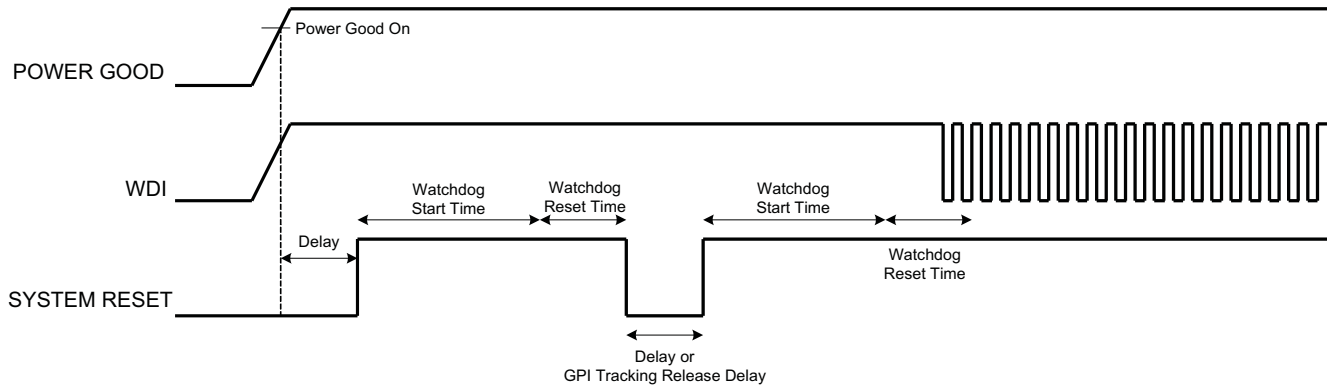 Power Good On
POWER GOOD
WDI
Watchdog
Start Time
Watchdog
Reset Time
Watchdog
Start Time
Delay
Watchdog
Reset Time
SYSTEM RESET
Delay or
GPI Tracking Release Delay